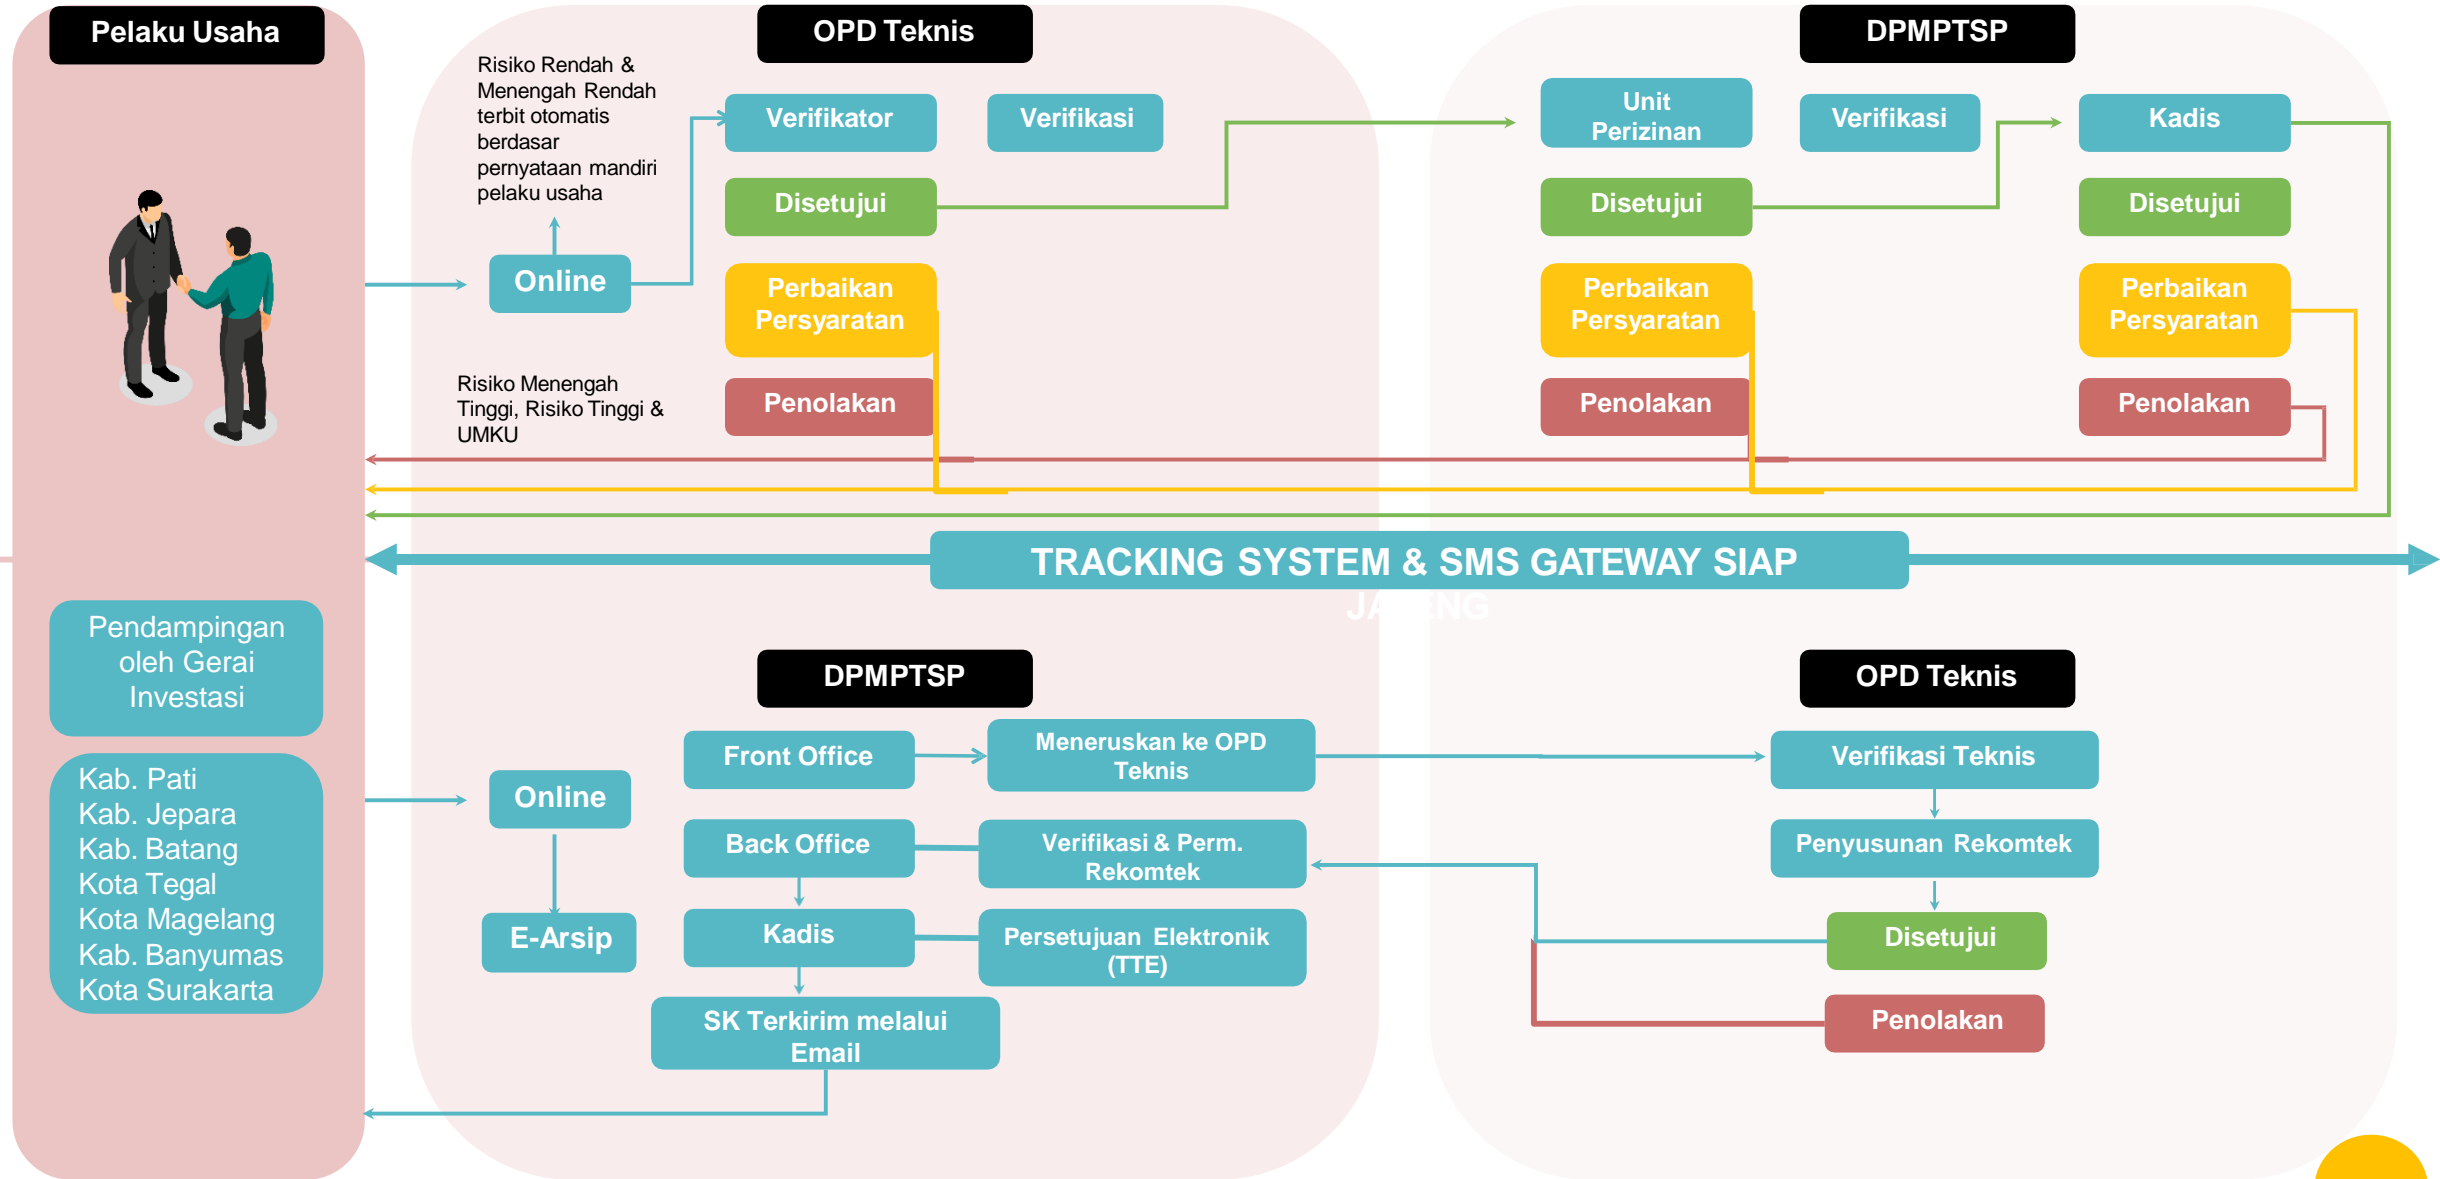 Pelaku Usaha
OPD Teknis
DPMPTSP
Risiko Rendah &
Menengah Rendah
terbit otomatis
berdasar
pernyataan mandiri
pelaku usaha
Online
Risiko Menengah
Tinggi, Risiko Tinggi &
UMKU
Verifikator
Verifikasi
Disetujui
Perbaikan
Persyaratan
Penolakan
Unit
Perizinan
Verifikasi
Kadis
Disetujui
Disetujui
Perbaikan
Persyaratan
Perbaikan
Persyaratan
Penolakan
Penolakan
TRACKING SYSTEM & SMS GATEWAY SIAP
JATENG
Pendampingan
oleh Gerai
Investasi
Kab. Pati
Kab. Jepara
Kab. Batang
Kota Tegal
Kota Magelang
Kab. Banyumas
Kota Surakarta
DPMPTSP
Online
E-Arsip
Front Office
Meneruskan ke OPD
Teknis
Back Office
Verifikasi & Perm.
Rekomtek
Kadis
Persetujuan Elektronik
(TTE)
SK Terkirim melalui
Email
OPD Teknis
Verifikasi Teknis
Penyusunan Rekomtek
Disetujui
Penolakan